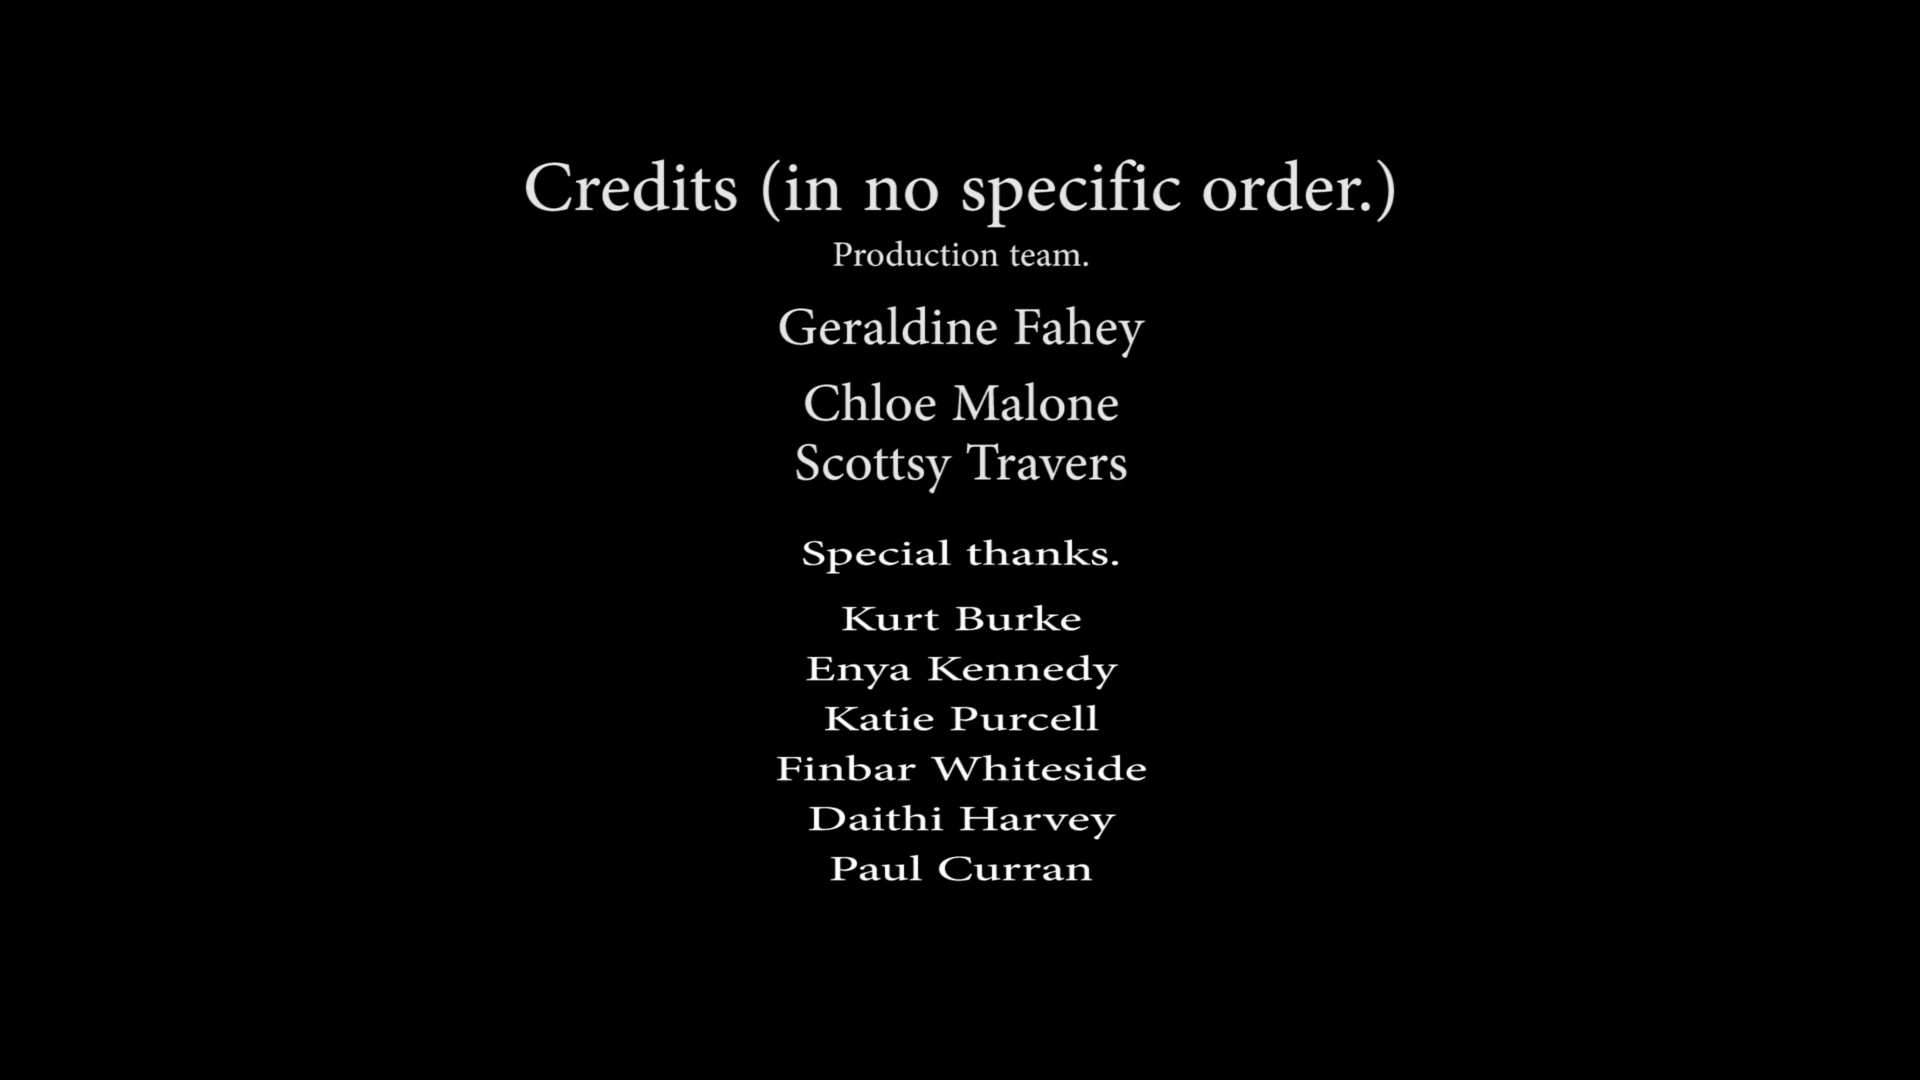 Credits (in no specific order.)
Production team.
Geraldine Fahey
Chloe Malone
Scottsy Travers
Special thanks.
Kurt Burke
Enya Kennedy
Katie Purcell
Finbar Whiteside
Daithi Harvey
Paul Curran